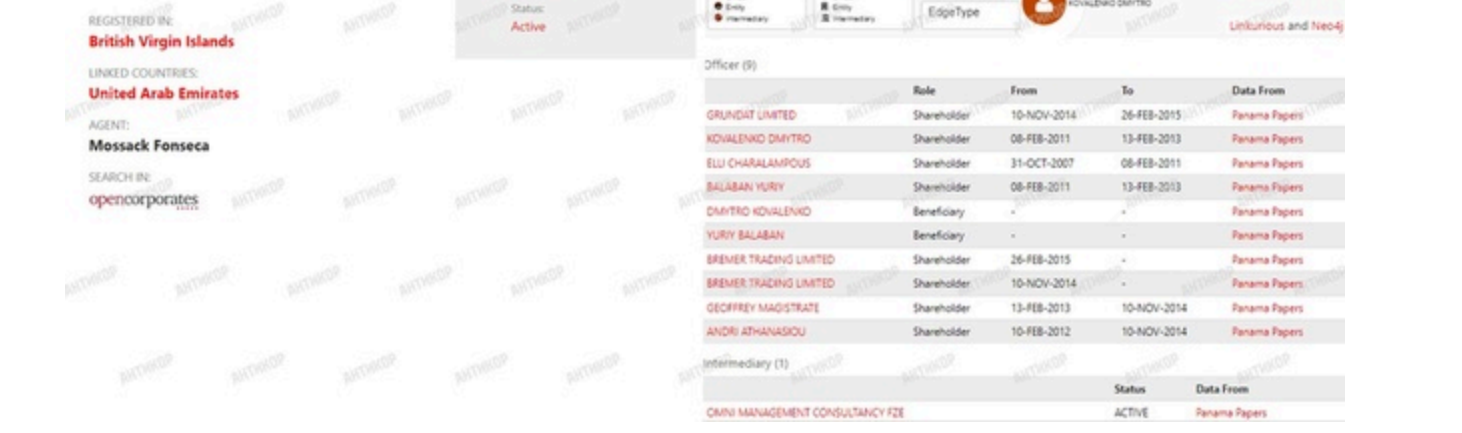 REGISTERED IN:
British Virgin Islands
LINKED COUNTRIES:
United Arab Emirates
AGENT:
Mossack Fonseca
SEARCH IN:
opencorporates
Status:
Active
Entity
Intermediary
Entity
Intermediary
EdgeType
KOVALENKO DMYTRO
Linkurious and Neo4j
Officer (9)
Role From To Data From
GRUNDAT LIMITED Shareholder 10-NOV-2014 26-FEB-2015 Panama Papers
KOVALENKO DMYTRO Shareholder 08-FEB-2011 13-FEB-2013 Panama Papers
ELLI CHARALAMPOUS Shareholder 31-OCT-2007 08-FEB-2011 Panama Papers
BALABAN YURIY Shareholder 08-FEB-2011 13-FEB-2013 Panama Papers
DMYTRO KOVALENKO Beneficiary - - Panama Papers
YURIY BALABAN Beneficiary - - Panama Papers
BREMER TRADING LIMITED Shareholder 26-FEB-2015 - Panama Papers
BREMER TRADING LIMITED Shareholder 10-NOV-2014 - Panama Papers
GEOFFREY MAGISTRATE Shareholder 13-FEB-2013 10-NOV-2014 Panama Papers
ANDRI ATHANASIOU Shareholder 10-FEB-2012 10-NOV-2014 Panama Papers
Intermediary (1)
Status Data From
OMNI MANAGEMENT CONSULTANCY FZE ACTIVE Panama Papers
АНТИКОР